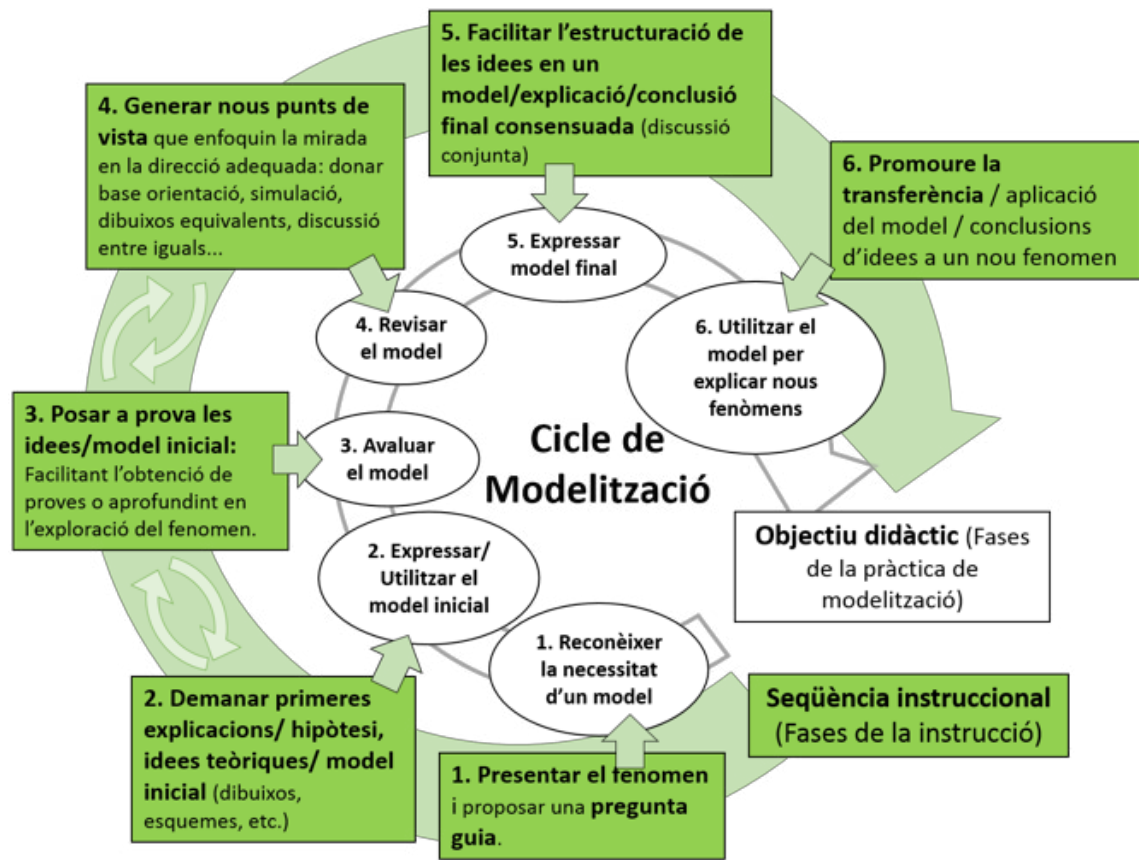 5. Facilitar l'estructuració de
les idees en un
model/explicació/conclusió
final consensuada (discussió
conjunta)
4. Generar nous punts de
vista que enfoquin la mirada
en la direcció adequada: donar
base orientació, simulació,
dibuixos equivalents, discussió
entre iguals...
6. Promoure la
transferència / aplicació
del model / conclusions
d'idees a un nou fenomen
5. Expressar
model final
4. Revisar
el model
6. Utilitzar el
model per
explicar nous
fenòmens
3. Posar a prova les
idees/model inicial:
Facilitant l'obtenció de
proves o aprofundint en
l'exploració del fenomen.
3. Avaluar
el model
Cicle de
Modelització
2. Expressar/
Utilitzar el
model inicial
Objectiu didàctic (Fases
de la pràctica de
modelització)
1. Reconèixer
la necessitat
d'un model
2. Demanar primeres
explicacions/ hipòtesi,
idees teòriques/ model
inicial (dibuixos,
esquemes, etc.)
1. Presentar el fenomen
i proposar una pregunta
guia.
Seqüència instruccional
(Fases de la instrucció)